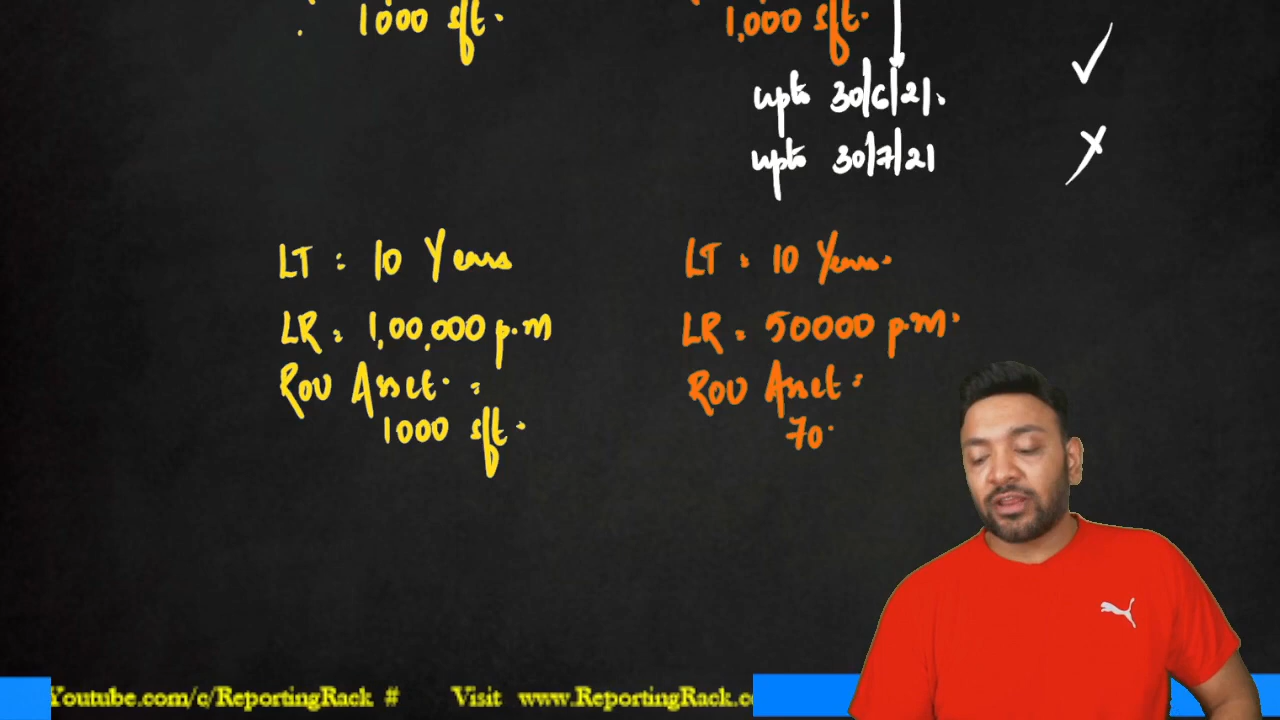 1000 sft.
1,000 sft.
upto 30/6/21.
upto 30/7/21
LT = 10 Years
LT = 10 Years.
LR = 1,00,000 p.m
LR = 50000 p.m.
ROU Asset. =
1000 sft.
ROU Asset =
70
Youtube.com/c/ReportingRack # Visit www.ReportingRack.co